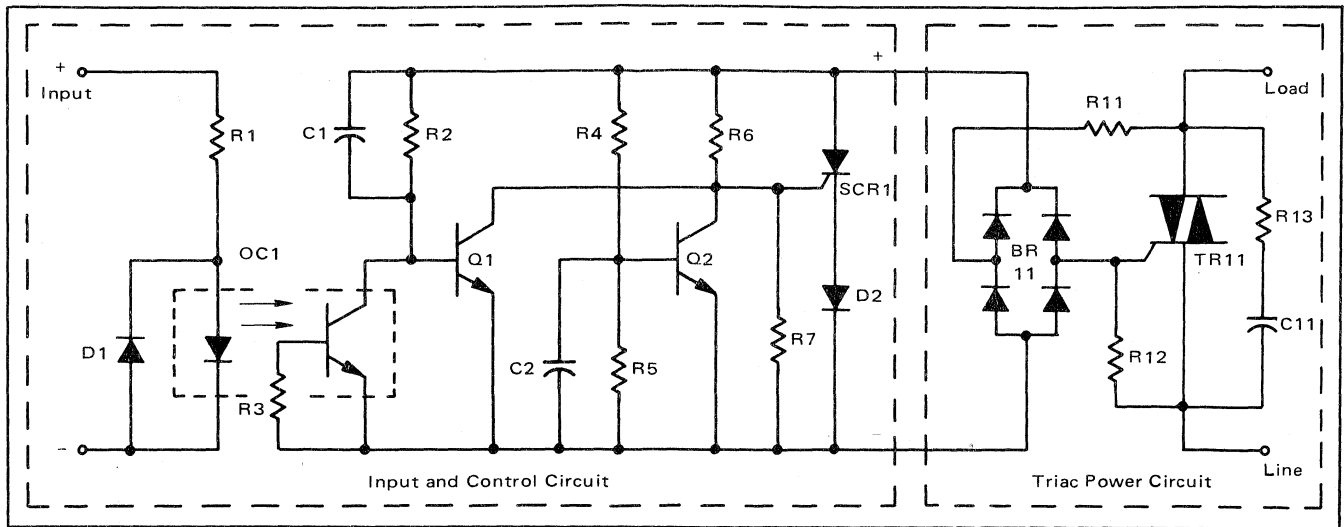 +
Input
R1
C1
R2
R4
R6
+
SCR1
R11
Load
OC1
Q1
Q2
D2
BR
11
R13
TR11
D1
R3
C2
R5
R7
R12
C11
-
-
Input and Control Circuit
Triac Power Circuit
Line